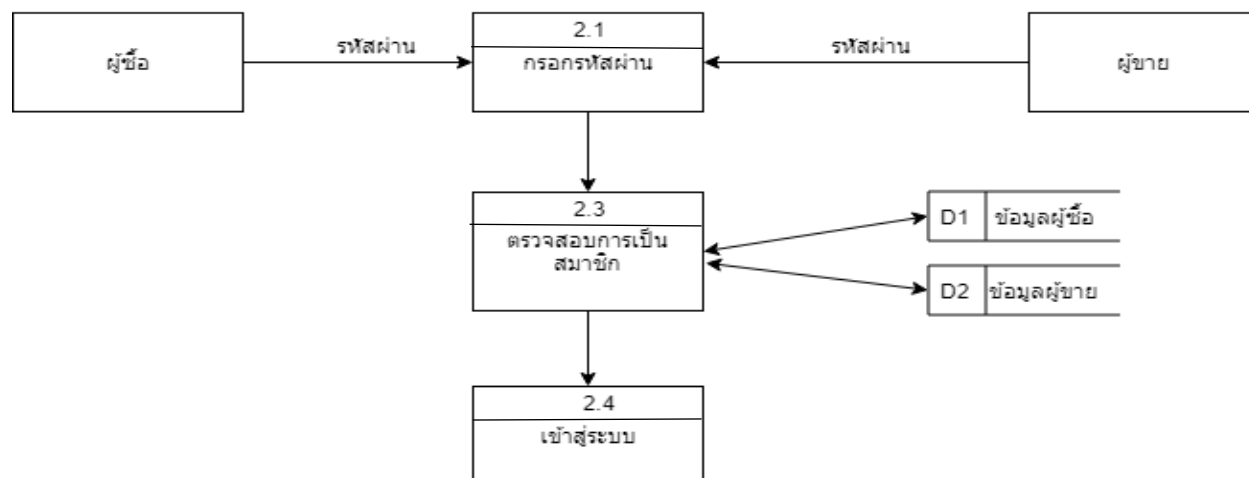 ผู้ซื้อ
รหัสผ่าน
2.1
กรอกรหัสผ่าน
รหัสผ่าน
ผู้ขาย
2.3
ตรวจสอบการเป็น
สมาชิก
D1 ข้อมูลผู้ซื้อ
D2 ข้อมูลผู้ขาย
2.4
เข้าสู่ระบบ